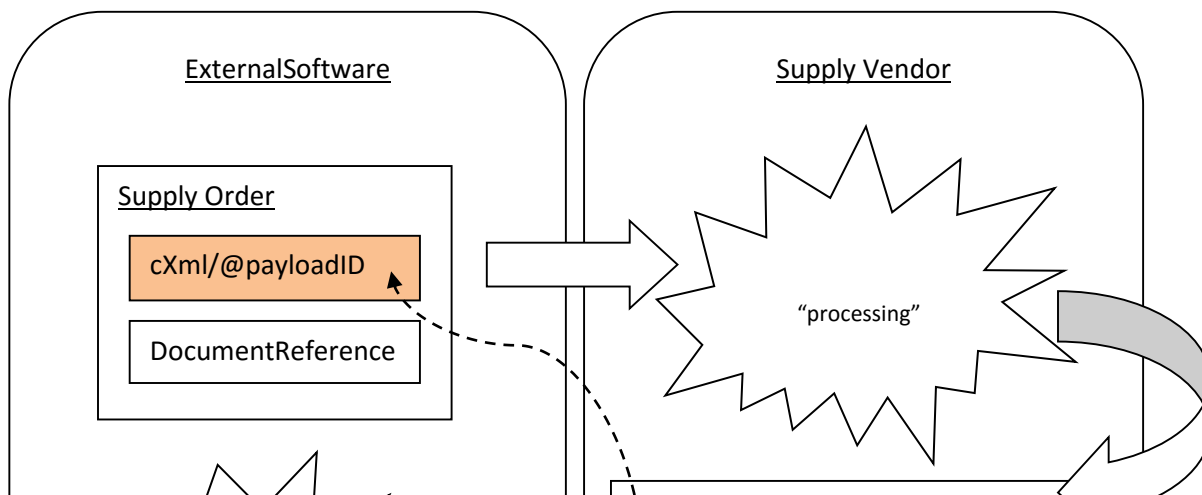 ExternalSoftware
Supply Order
cXml/@payloadID
DocumentReference
Supply Vendor
“processing”